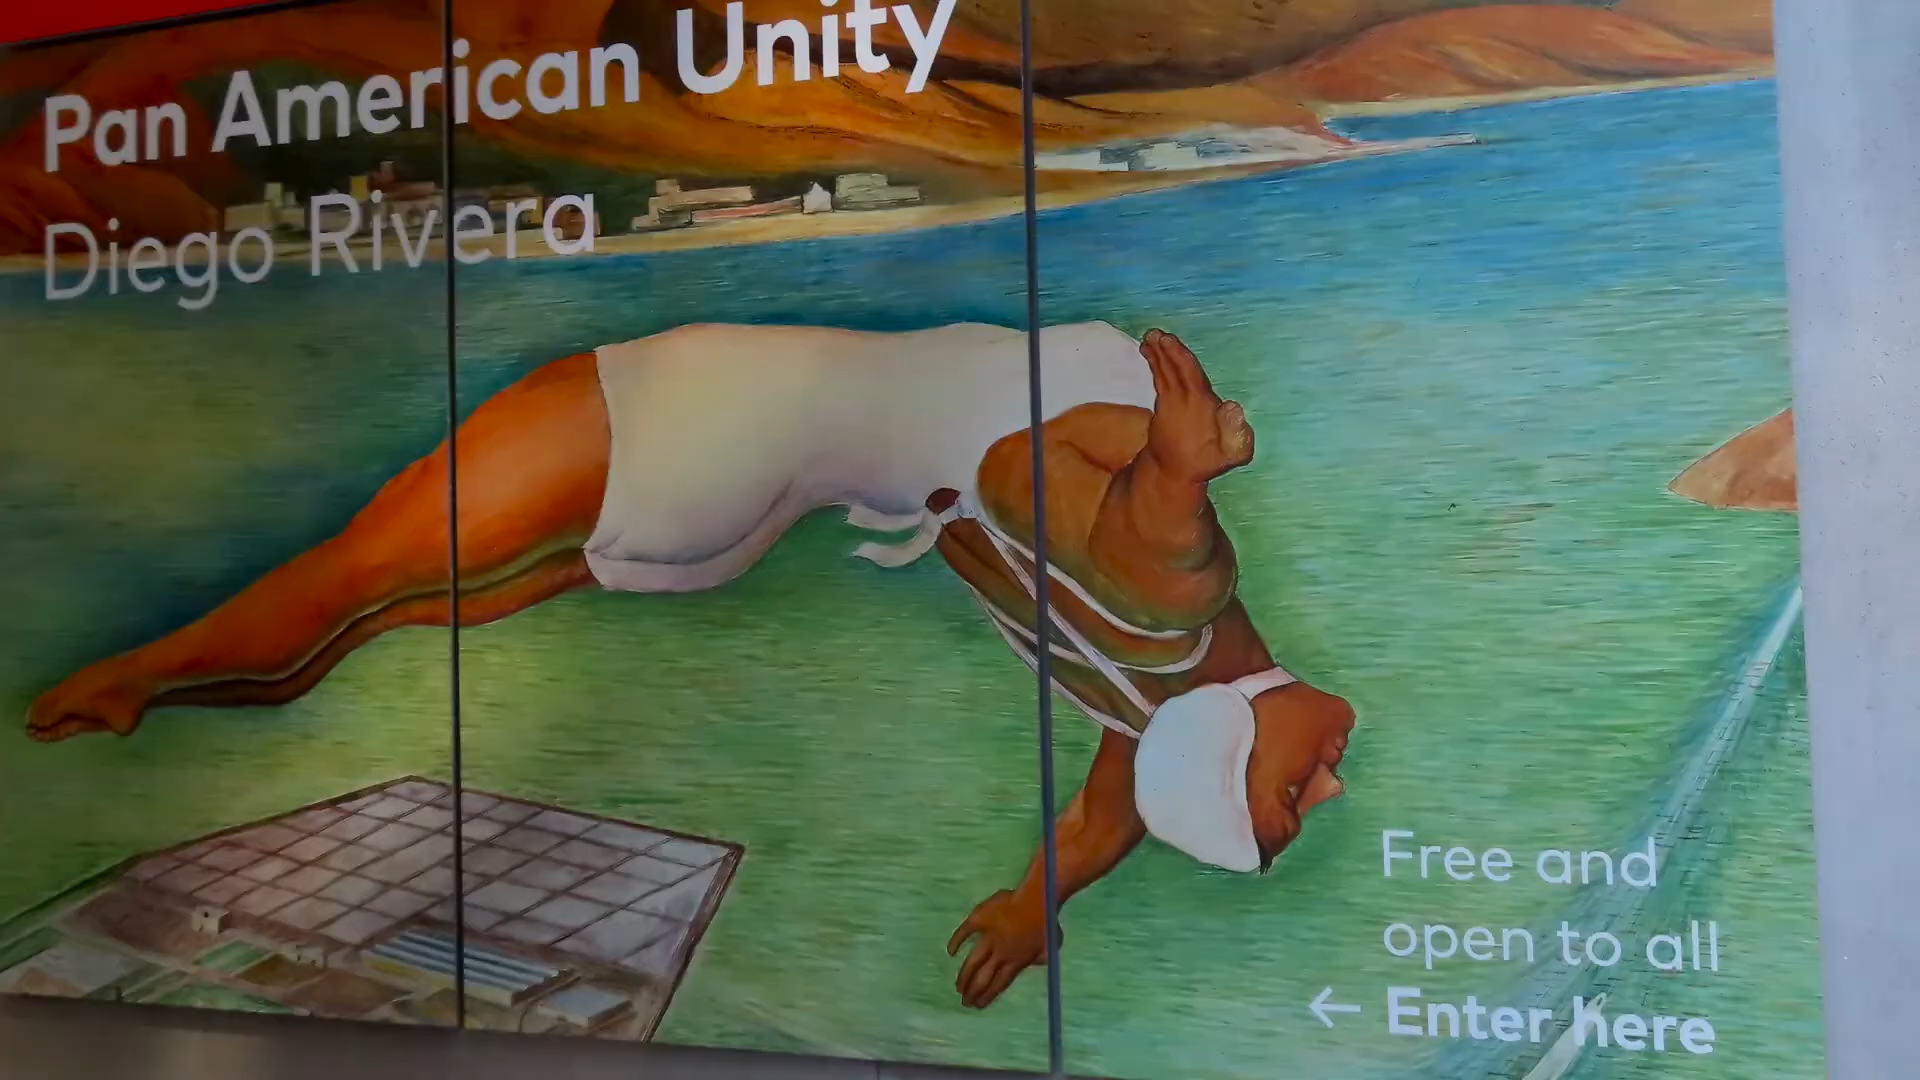 Pan American Unity
Diego Rivera
Free and
open to all
← Enter here